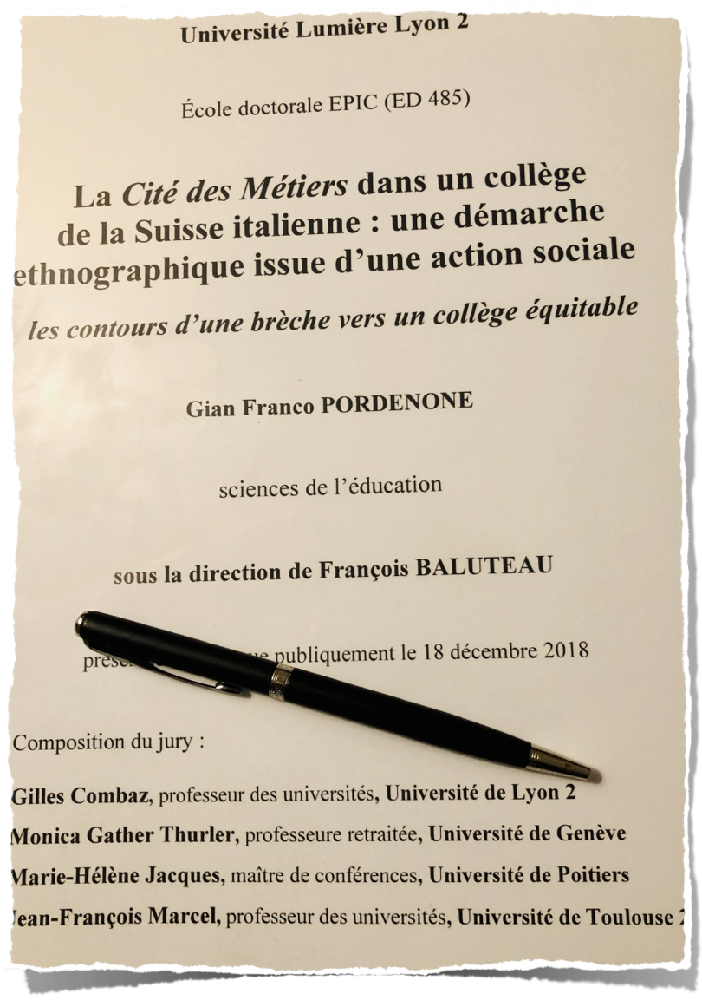 Université Lumière Lyon 2
École doctorale EPIC (ED 485)
La Cité des Métiers dans un collège
de la Suisse italienne : une démarche
ethnographique issue d’une action sociale
les contours d’une brèche vers un collège équitable
Gian Franco PORDENONE
sciences de l’éducation
sous la direction de François BALUTEAU
publiquement le 18 décembre 2018
Composition du jury :
Gilles Combaz, professeur des universités, Université de Lyon 2
Monica Gather Thurler, professeure retraitée, Université de Genève
Marie-Hélène Jacques, maître de conférences, Université de Poitiers
Jean-François Marcel, professeur des universités, Université de Toulouse 2